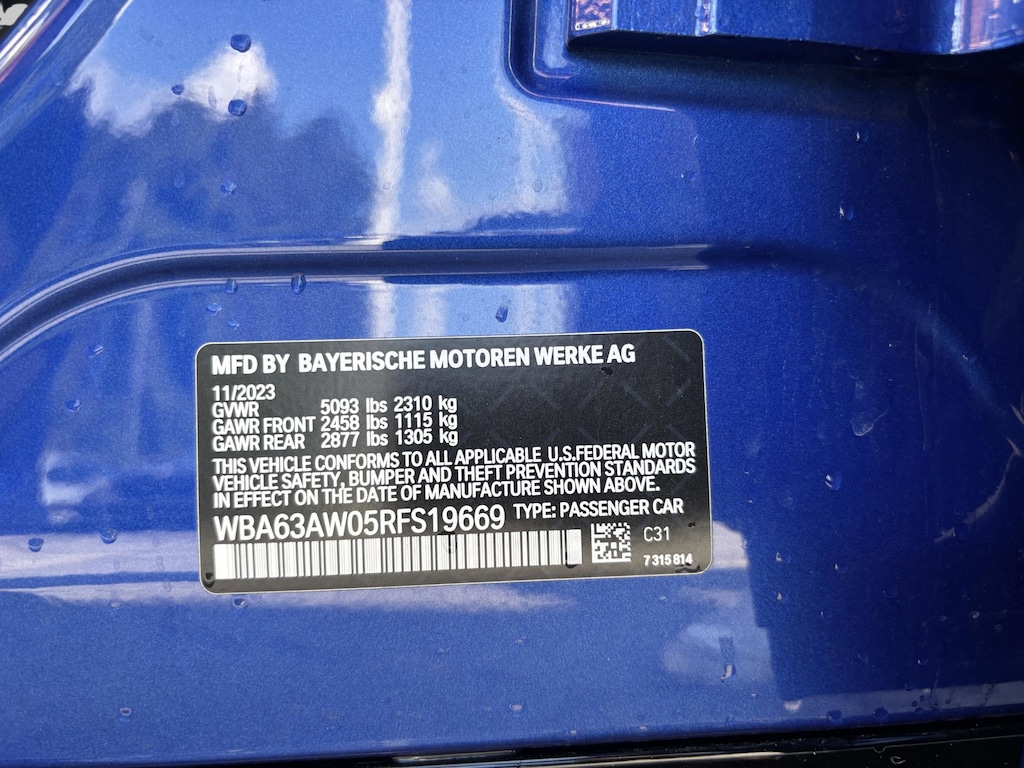 MFD BY BAYERISCHE MOTOREN WERKE AG
11/2023
GVWR 5093 lbs 2310 kg
GAWR FRONT 2458 lbs 1115 kg
GAWR REAR 2877 lbs 1305 kg
THIS VEHICLE CONFORMS TO ALL APPLICABLE U.S.FEDERAL MOTOR
VEHICLE SAFETY, BUMPER AND THEFT PREVENTION STANDARDS
IN EFFECT ON THE DATE OF MANUFACTURE SHOWN ABOVE.
WBA63AW05RFS19669 TYPE: PASSENGER CAR
C31
7 315 814